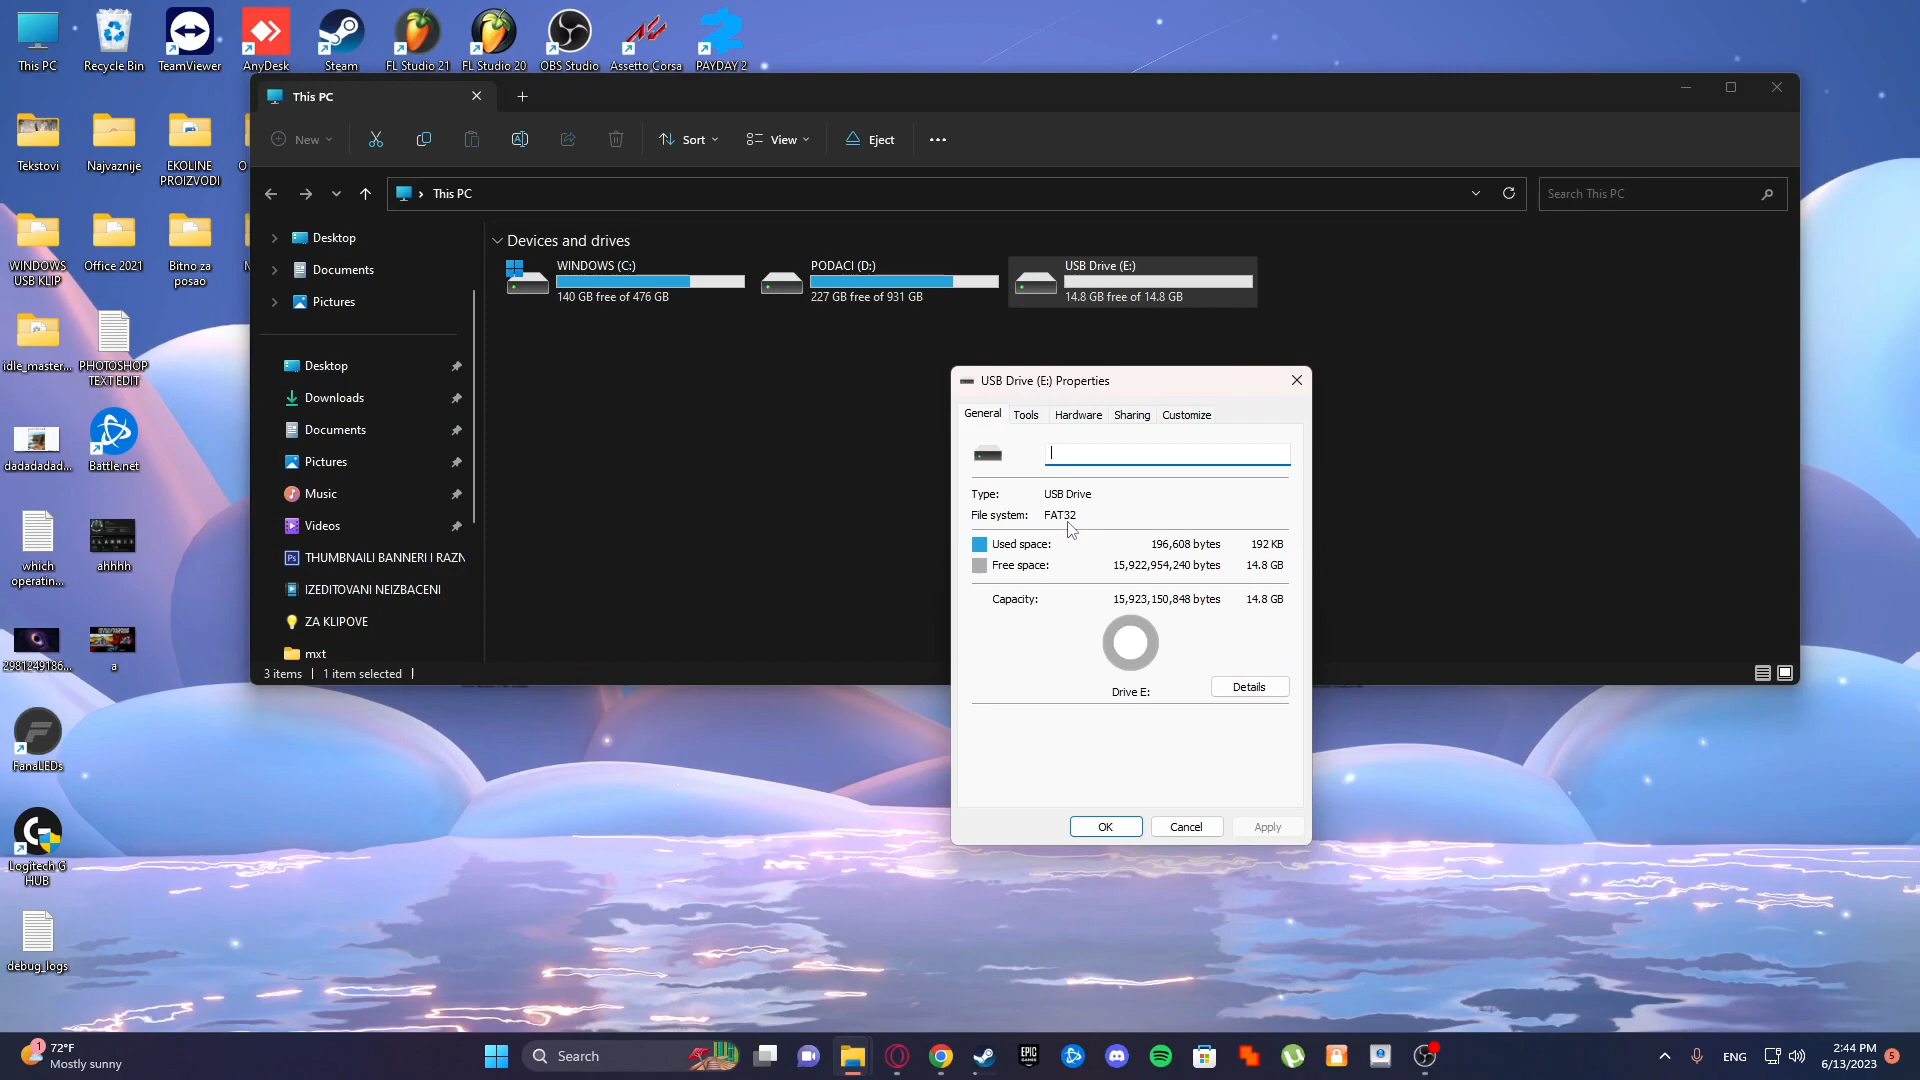 This PC
Recycle Bin
TeamViewer
AnyDesk
Steam
FL Studio 21
FL Studio 20
OBS Studio
Assetto Corsa
PAYDAY 2
Tekstovi
Najvaznije
EKOLINE
PROIZVODI
O
WINDOWS
USB KLIP
Office 2021
Bitno za
posao
idle_master...
PHOTOSHOP
TEXT EDIT
dadadadad...
Battle.net
which
operatin...
ahhhh
2981249186...
a
FanaLEDs
Logitech G
HUB
debug_logs
This PC
New
Sort
View
Eject
This PC
Search This PC
Desktop
Documents
Pictures
Desktop
Downloads
Documents
Pictures
Music
Videos
THUMBNAILI BANNERI I RAZN
IZEDITOVANI NEIZBACENI
ZA KLIPOVE
mxt
Devices and drives
WINDOWS (C:)
140 GB free of 476 GB
PODACI (D:)
227 GB free of 931 GB
USB Drive (E:)
14.8 GB free of 14.8 GB
3 items
1 item selected
USB Drive (E:) Properties
General
Tools
Hardware
Sharing
Customize
Type: USB Drive
File system: FAT32
Used space: 196,608 bytes 192 KB
Free space: 15,922,954,240 bytes 14.8 GB
Capacity: 15,923,150,848 bytes 14.8 GB
Drive E:
Details
OK
Cancel
Apply
1
72°F
Mostly sunny
Search
EPIC
GAMES
ENG
2:44 PM
6/13/2023
5